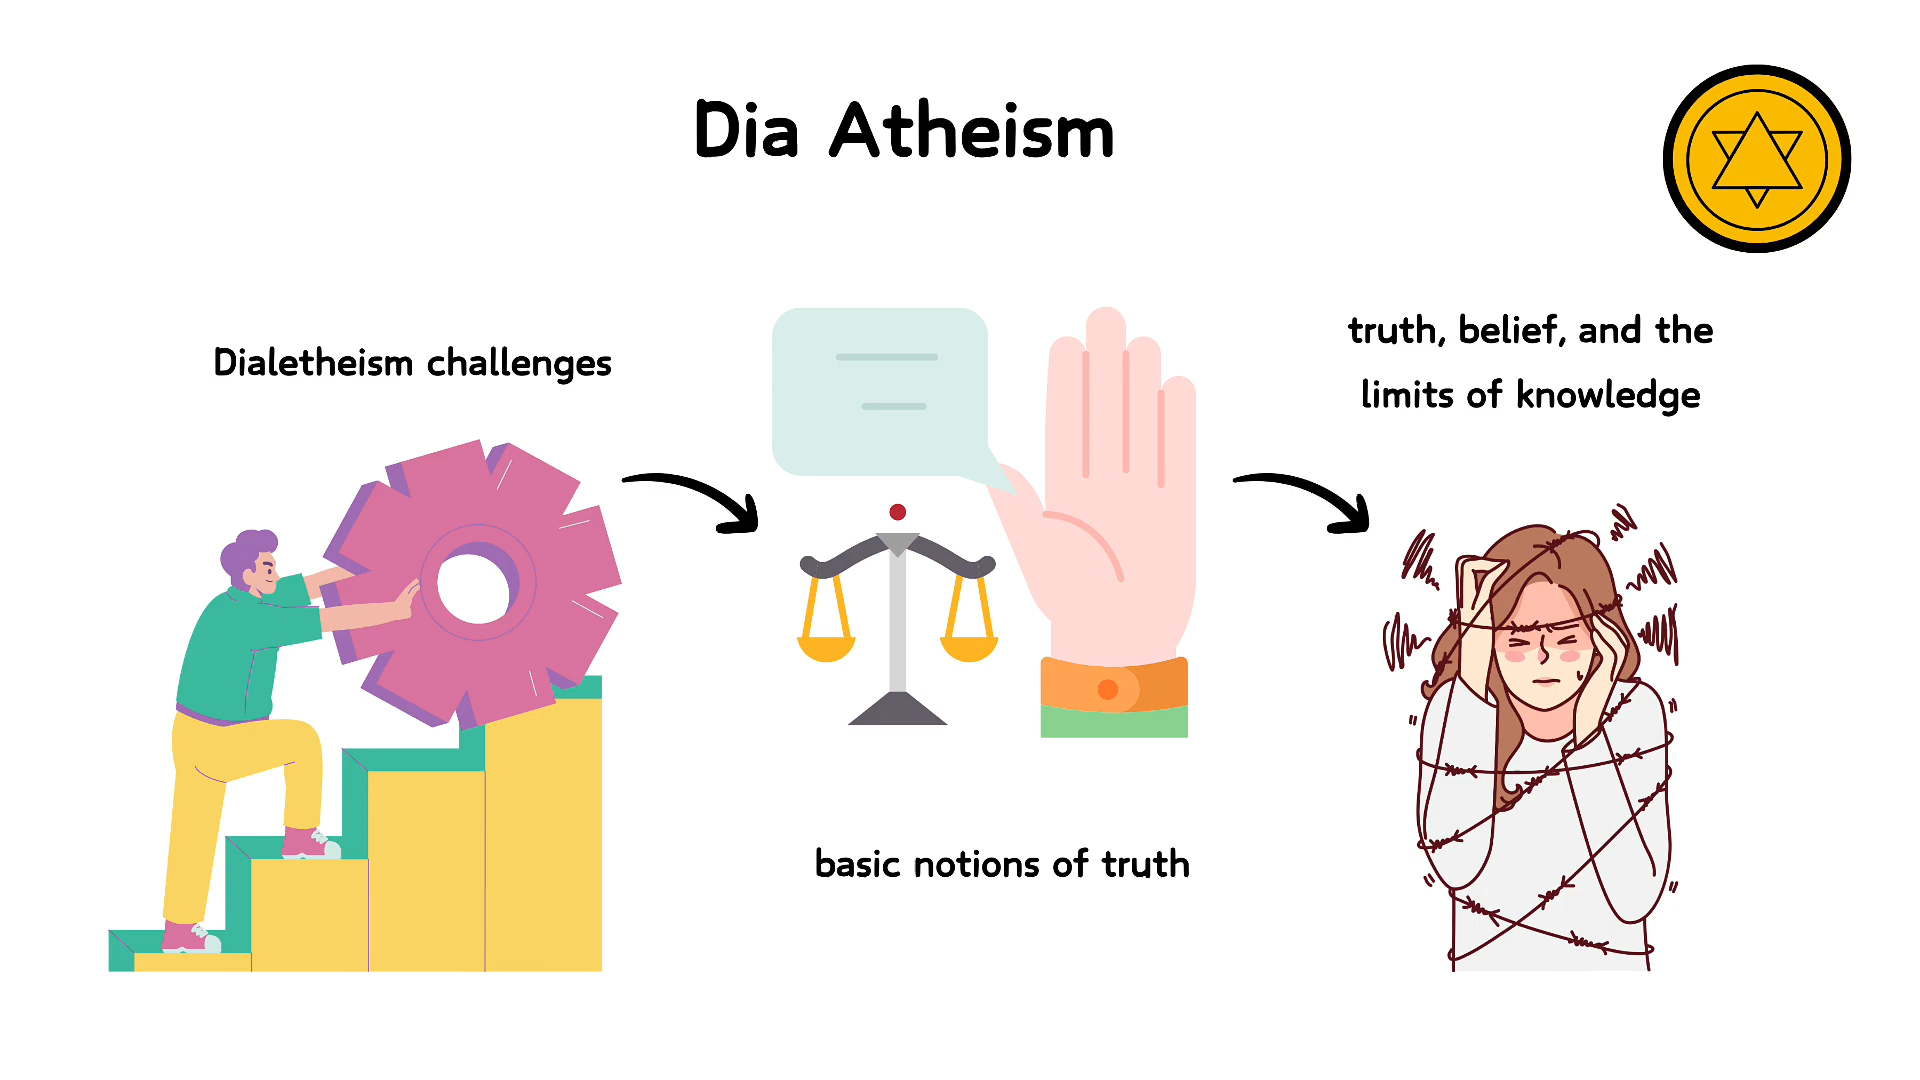 Dia Atheism
Dialetheism challenges
basic notions of truth
truth, belief, and the
limits of knowledge